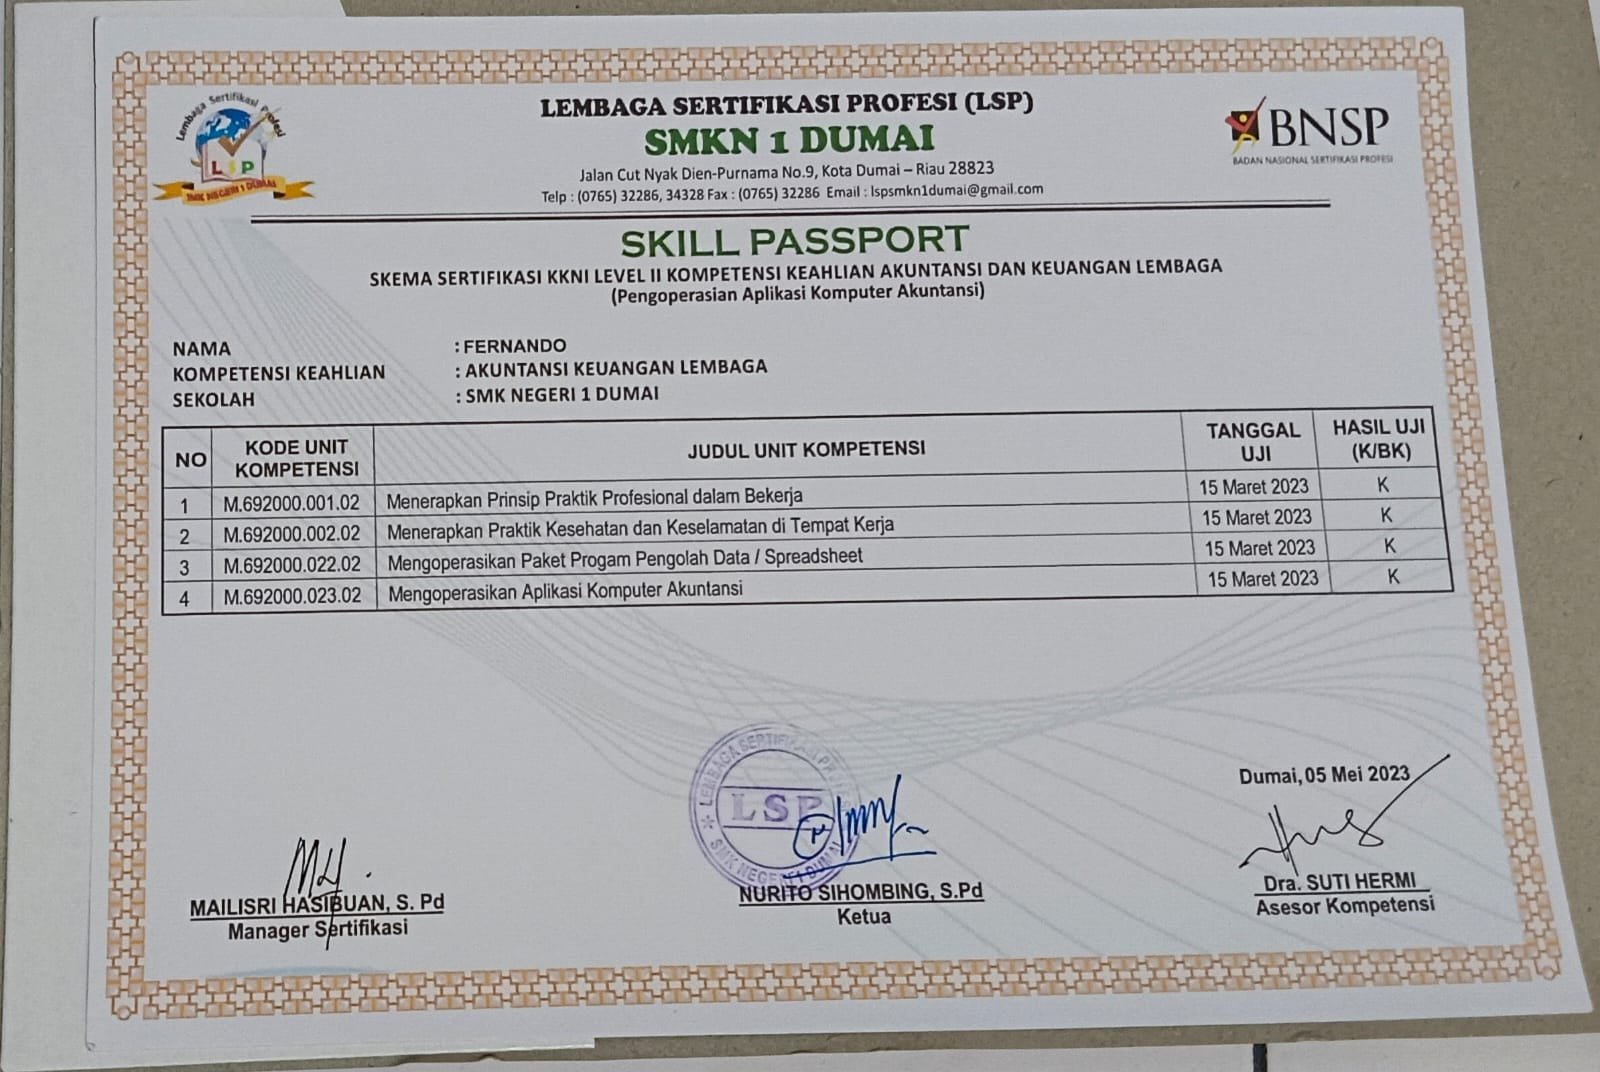 Lembaga Sertifikasi Profesi
LSP
SMK NEGERI 1 DUMAI
LEMBAGA SERTIFIKASI PROFESI (LSP)
SMKN 1 DUMAI
Jalan Cut Nyak Dien-Purnama No.9, Kota Dumai – Riau 28823
Telp : (0765) 32286, 34328 Fax : (0765) 32286 Email : lspsmkn1dumai@gmail.com
BNSP
BADAN NASIONAL SERTIFIKASI PROFESI
SKILL PASSPORT
SKEMA SERTIFIKASI KKNI LEVEL II KOMPETENSI KEAHLIAN AKUNTANSI DAN KEUANGAN LEMBAGA
(Pengoperasian Aplikasi Komputer Akuntansi)
NAMA : FERNANDO
KOMPETENSI KEAHLIAN : AKUNTANSI KEUANGAN LEMBAGA
SEKOLAH : SMK NEGERI 1 DUMAI
NO KODE UNIT KOMPETENSI JUDUL UNIT KOMPETENSI TANGGAL UJI HASIL UJI (K/BK)
1 M.692000.001.02 Menerapkan Prinsip Praktik Profesional dalam Bekerja 15 Maret 2023 K
2 M.692000.002.02 Menerapkan Praktik Kesehatan dan Keselamatan di Tempat Kerja 15 Maret 2023 K
3 M.692000.022.02 Mengoperasikan Paket Progam Pengolah Data / Spreadsheet 15 Maret 2023 K
4 M.692000.023.02 Mengoperasikan Aplikasi Komputer Akuntansi 15 Maret 2023 K
Dumai, 05 Mei 2023
LEMBAGA SERTIFIKASI
LSP
SMK NEGERI 1 DUMAI
MAILISRI HASIBUAN, S. Pd
Manager Sertifikasi
NURITO SIHOMBING, S.Pd
Ketua
Dra. SUTI HERMI
Asesor Kompetensi